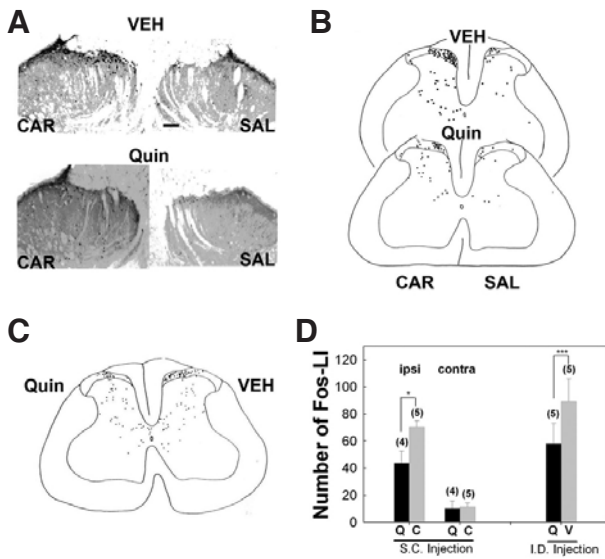 A
VEH
CAR
SAL
Quin
CAR
SAL
B
VEH
Quin
CAR SAL
C
Quin
VEH
D
Number of Fos-LI
120
100
80
60
40
20
0
ipsi contra
*
***
(4)
(5)
(4)
(5)
(5)
(5)
Q C Q C Q V
S.C. Injection I.D. Injection